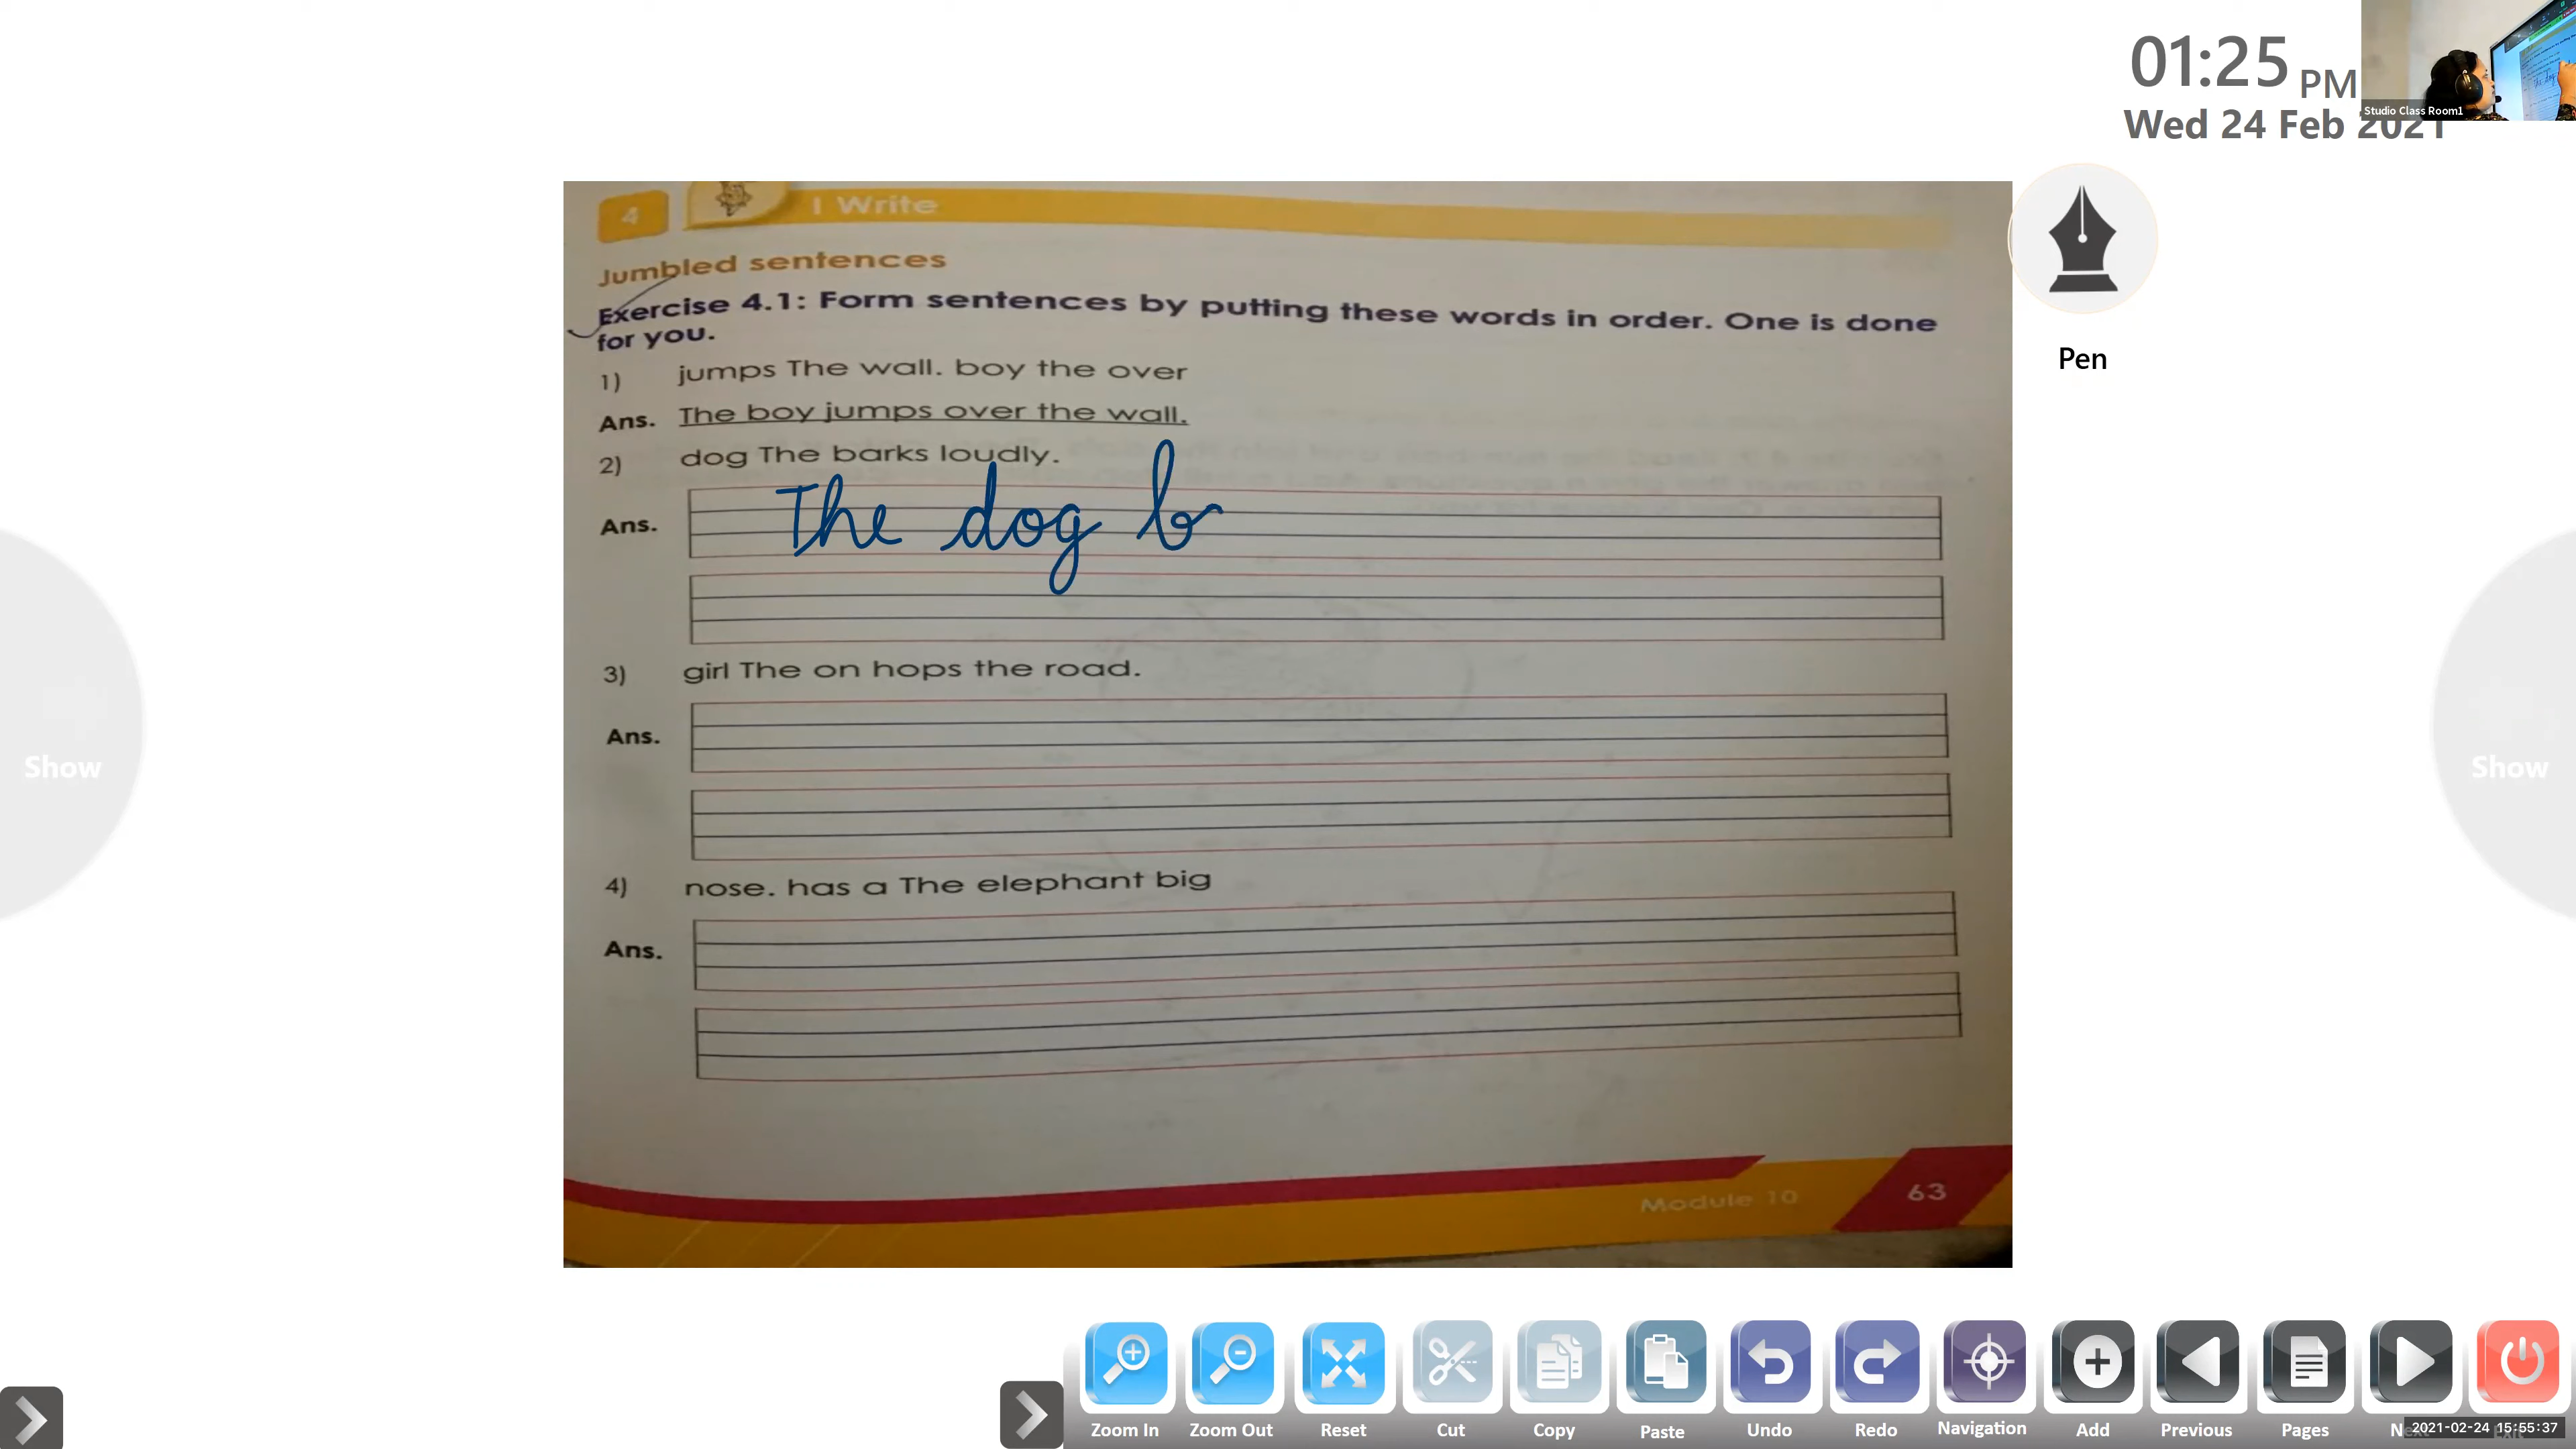 01:25 PM
Wed 24 Feb 2021
Studio Class Room1
Pen
4 I Write
Jumbled sentences
Exercise 4.1: Form sentences by putting these words in order. One is done
for you.
1) jumps The wall. boy the over
Ans. The boy jumps over the wall.
2) dog The barks loudly.
Ans. The dog b
3) girl The on hops the road.
Ans.
4) nose. has a The elephant big
Ans.
Module 10 63
Show
Show
Zoom In Zoom Out Reset Cut Copy Paste Undo Redo Navigation Add Previous Pages
2021-02-24 15:55:37